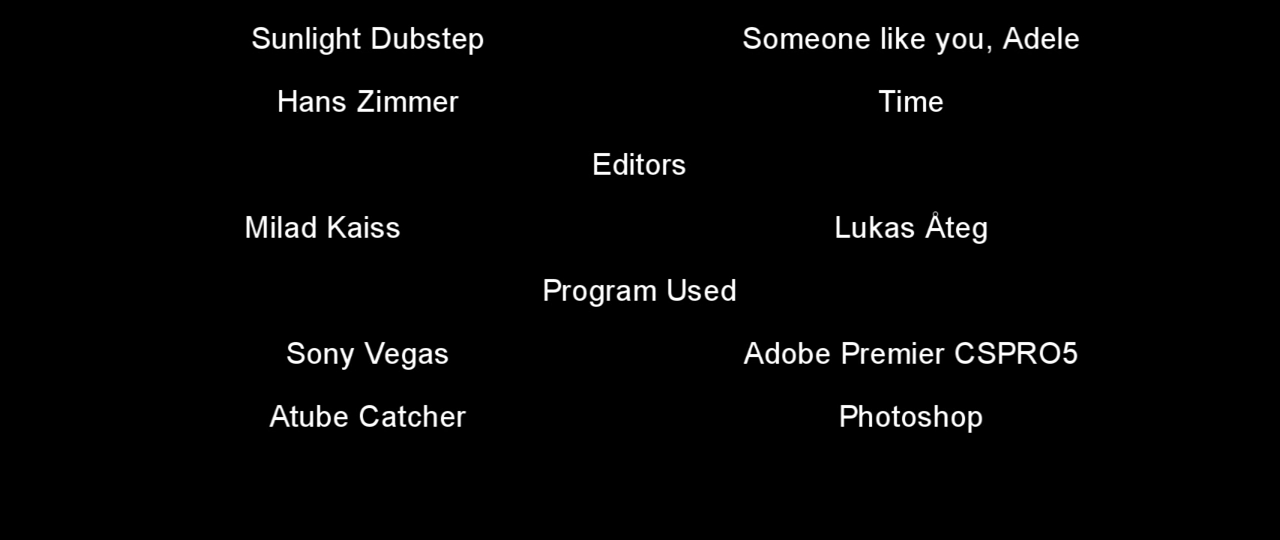 Sunlight Dubstep Someone like you, Adele
Hans Zimmer Time
Editors
Milad Kaiss Lukas Åteg
Program Used
Sony Vegas Adobe Premier CSPRO5
Atube Catcher Photoshop